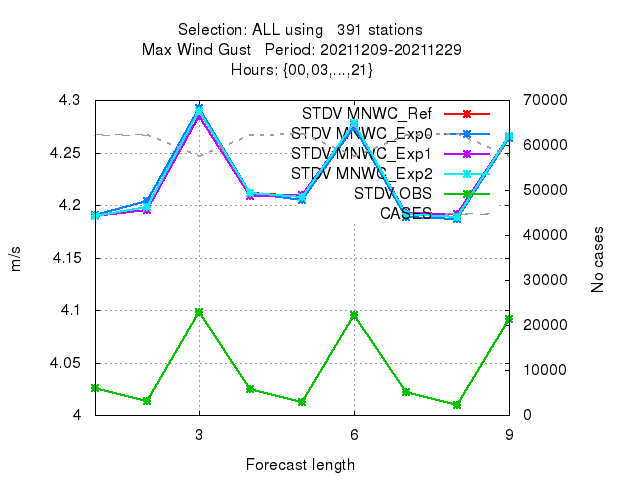 Selection: ALL using   391 stations
Max Wind Gust   Period: 20211209-20211229
Hours: {00,03,...,21}
4.3
4.25
4.2
4.15
4.1
4.05
4
70000
60000
50000
40000
30000
20000
10000
0
STDV MNWC_Ref
STDV MNWC_Exp0
STDV MNWC_Exp1
STDV MNWC_Exp2
STDV OBS
CASES
m/s
No cases
3
6
9
Forecast length